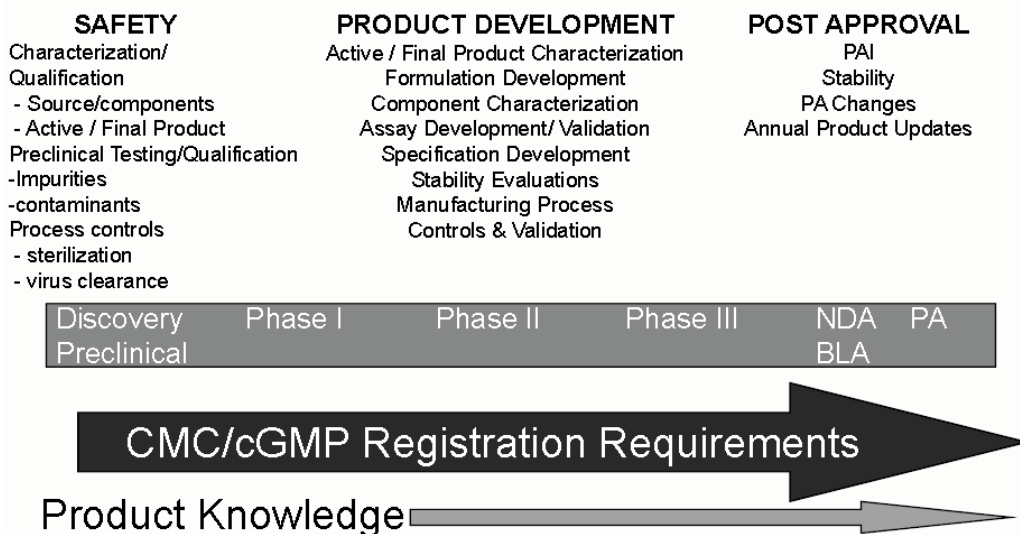 SAFETY
Characterization/
Qualification
- Source/components
- Active / Final Product
Preclinical Testing/Qualification
-Impurities
-contaminants
Process controls
- sterilization
- virus clearance
PRODUCT DEVELOPMENT
Active / Final Product Characterization
Formulation Development
Component Characterization
Assay Development/ Validation
Specification Development
Stability Evaluations
Manufacturing Process
Controls & Validation
POST APPROVAL
PAI
Stability
PA Changes
Annual Product Updates
Discovery Phase I Phase II Phase III NDA PA
Preclinical BLA
CMC/cGMP Registration Requirements
Product Knowledge